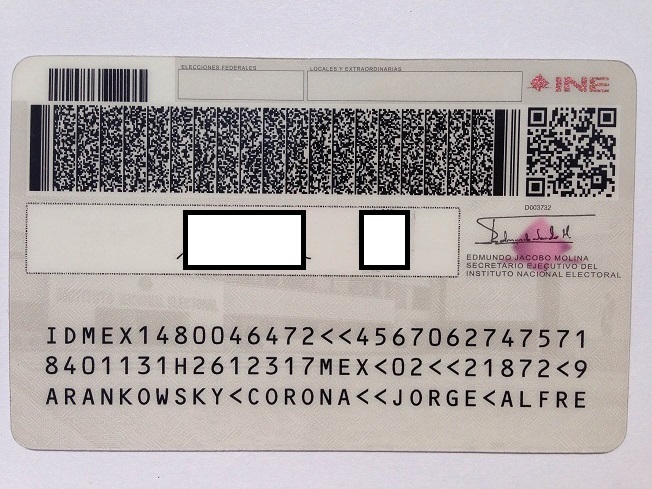 ELECCIONES FEDERALES
LOCALES Y EXTRAORDINARIAS
INE
D003732
EDMUNDO JACOBO MOLINA
SECRETARIO EJECUTIVO DEL
INSTITUTO NACIONAL ELECTORAL
IDMEX1480046472<<4567062747571
8401131H2612317MEX<02<<21872<9
ARANKOWSKY<CORONA<<JORGE<ALFRE